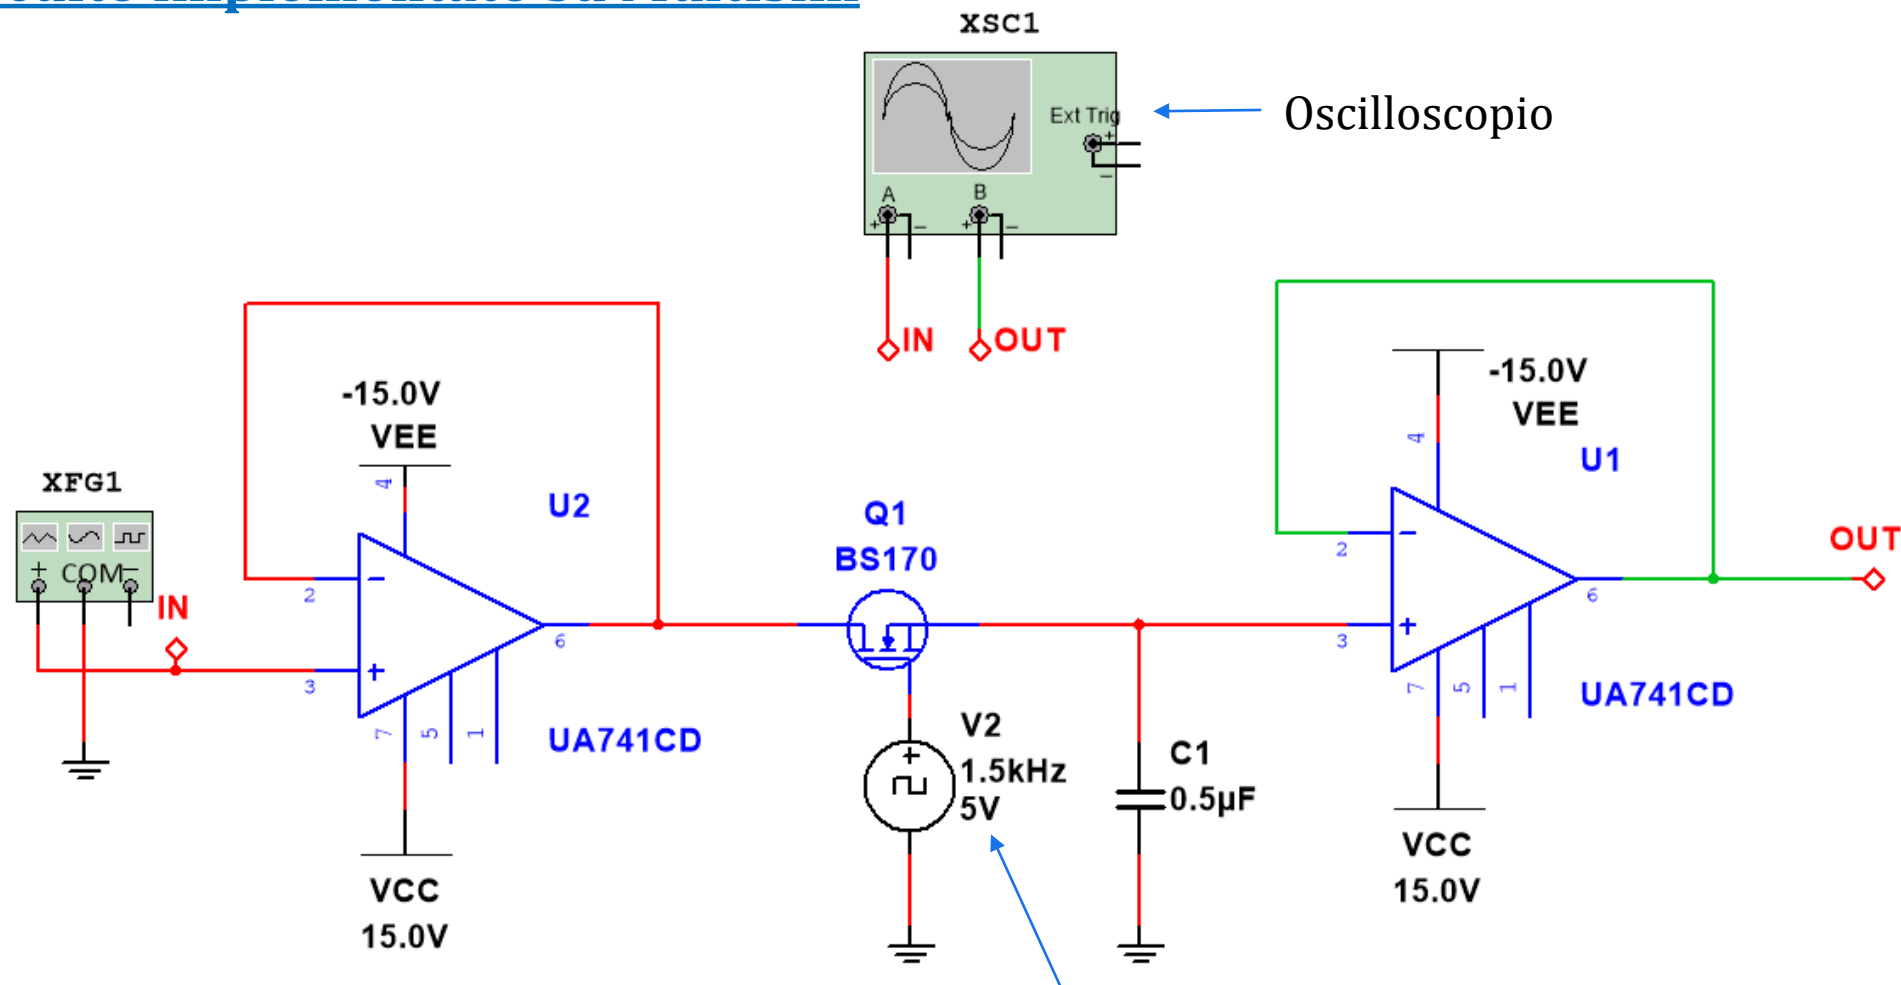 XSC1
Ext Trig
A
B
Oscilloscopio
IN
OUT
-15.0V
VEE
4
U2
XFG1
COM
IN
2
3
6
7
5
1
UA741CD
VCC
15.0V
Q1
BS170
V2
1.5kHz
5V
C1
0.5µF
-15.0V
VEE
4
U1
2
3
6
7
5
1
UA741CD
VCC
15.0V
OUT